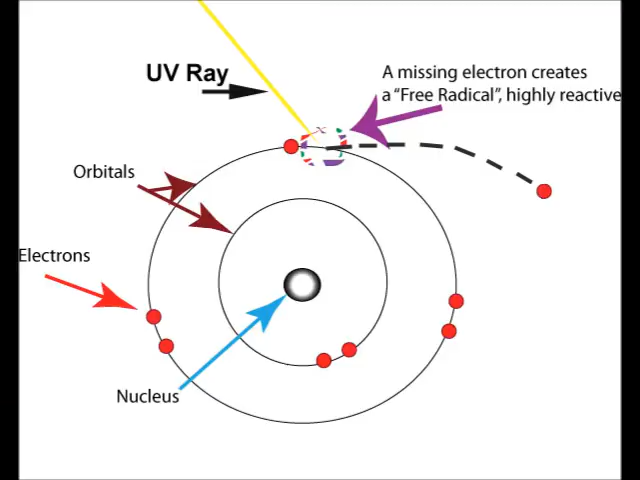 UV Ray
A missing electron creates
a “Free Radical”, highly reactive
Orbitals
Electrons
Nucleus